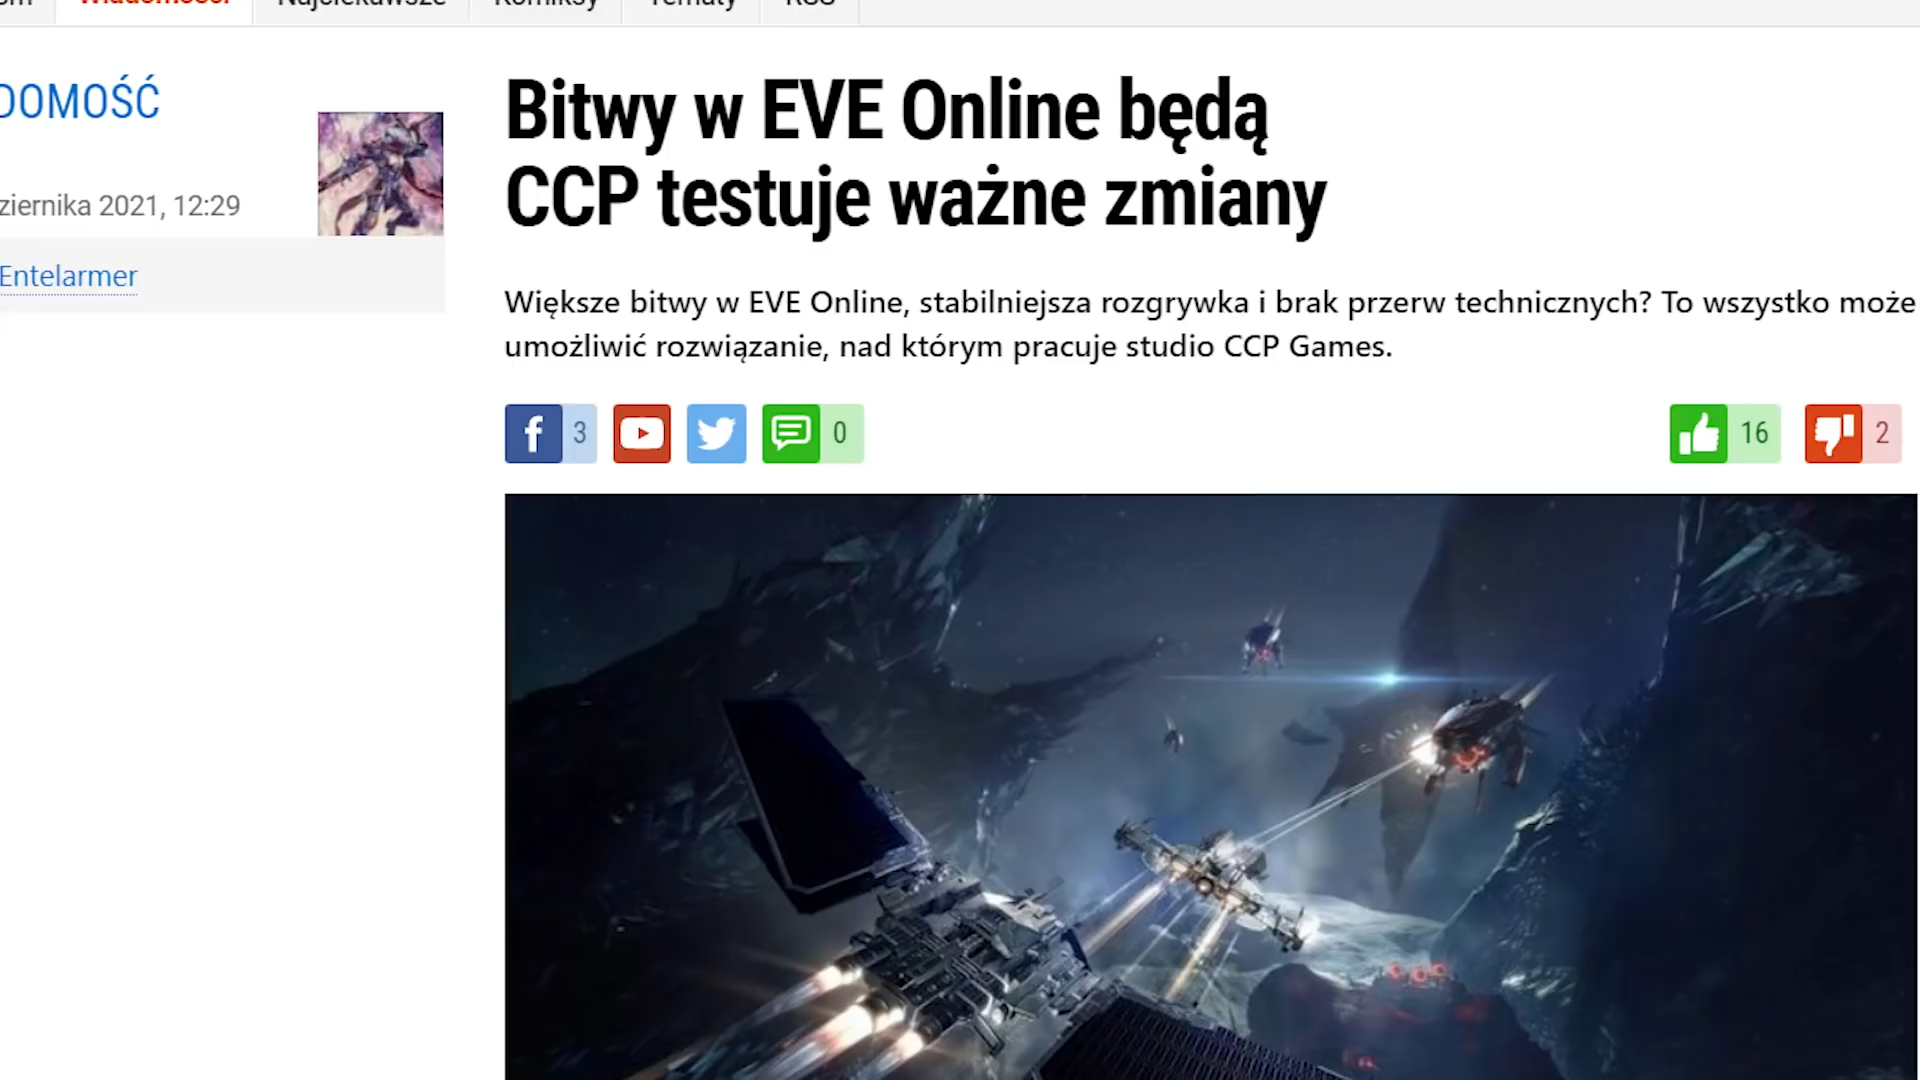 Wiadomości
Najciekawsze
Komiksy
Tematy
RSS
DOMOŚĆ
ziernika 2021, 12:29
Entelarmer
Bitwy w EVE Online będą
CCP testuje ważne zmiany
Większe bitwy w EVE Online, stabilniejsza rozgrywka i brak przerw technicznych? To wszystko może
umożliwić rozwiązanie, nad którym pracuje studio CCP Games.
3
0
16
2